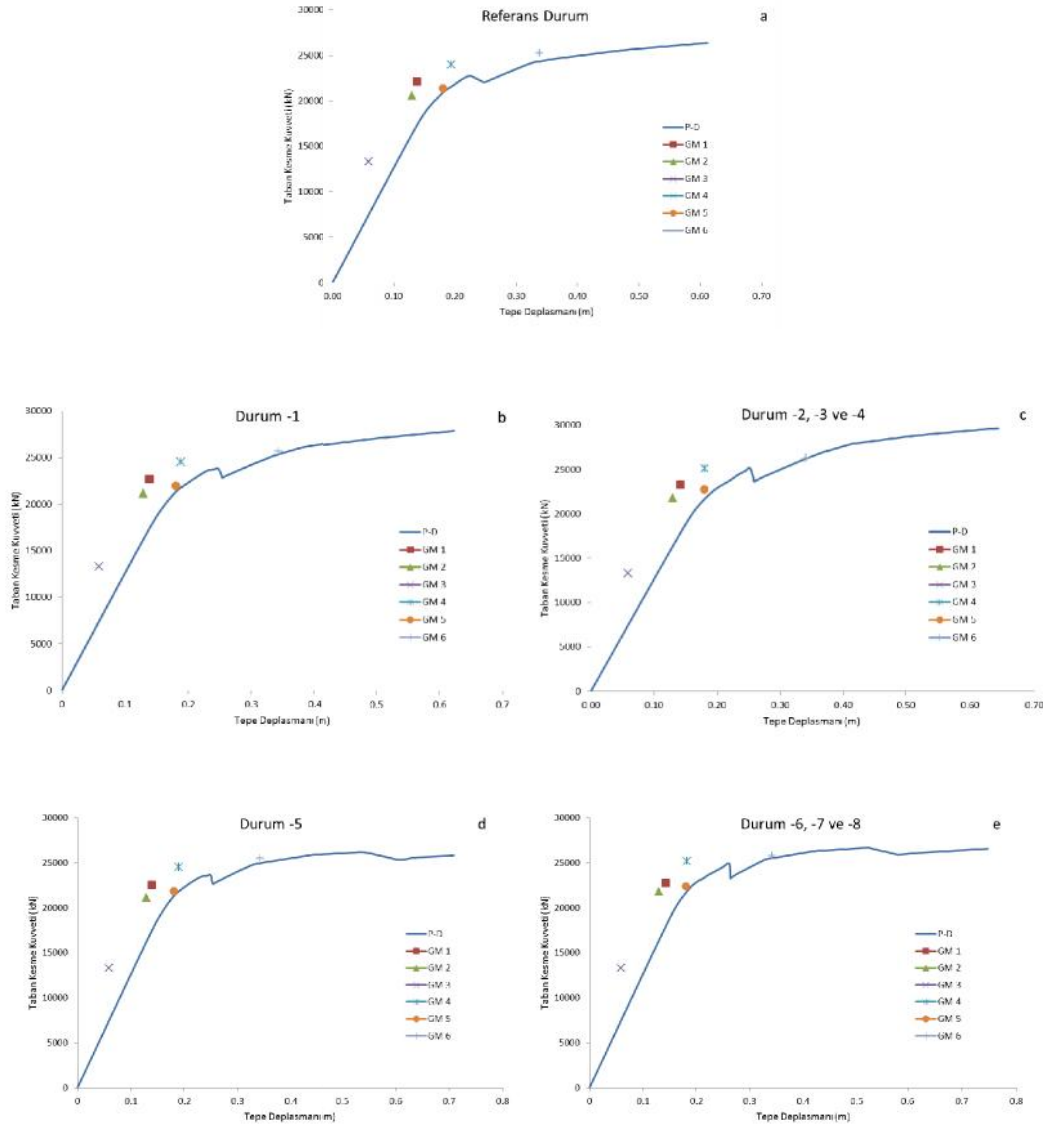 Referans Durum
a
Taban Kesme Kuvveti (kN)
30000
25000
20000
15000
10000
5000
0
0.00 0.10 0.20 0.30 0.40 0.50 0.60 0.70
Tepe Deplasmanı (m)
P-D
GM 1
GM 2
GM 3
GM 4
GM 5
GM 6
Durum -1
b
Taban Kesme Kuvveti (kN)
30000
25000
20000
15000
10000
5000
0
0 0.1 0.2 0.3 0.4 0.5 0.6 0.7
Tepe Deplasmanı (m)
P-D
GM 1
GM 2
GM 3
GM 4
GM 5
GM 6
Durum -2, -3 ve -4
c
Taban Kesme Kuvveti (kN)
30000
25000
20000
15000
10000
5000
0
0.00 0.10 0.20 0.30 0.40 0.50 0.60 0.70
Tepe Deplasmanı (m)
P-D
GM 1
GM 2
GM 3
GM 4
GM 5
GM 6
Durum -5
d
Taban Kesme Kuvveti (kN)
30000
25000
20000
15000
10000
5000
0
0 0.1 0.2 0.3 0.4 0.5 0.6 0.7 0.8
Tepe Deplasmanı (m)
P-D
GM 1
GM 2
GM 3
GM 4
GM 5
GM 6
Durum -6, -7 ve -8
e
Taban Kesme Kuvveti (kN)
30000
25000
20000
15000
10000
5000
0
0 0.1 0.2 0.3 0.4 0.5 0.6 0.7 0.8
Tepe Deplasmanı (m)
P-D
GM 1
GM 2
GM 3
GM 4
GM 5
GM 6